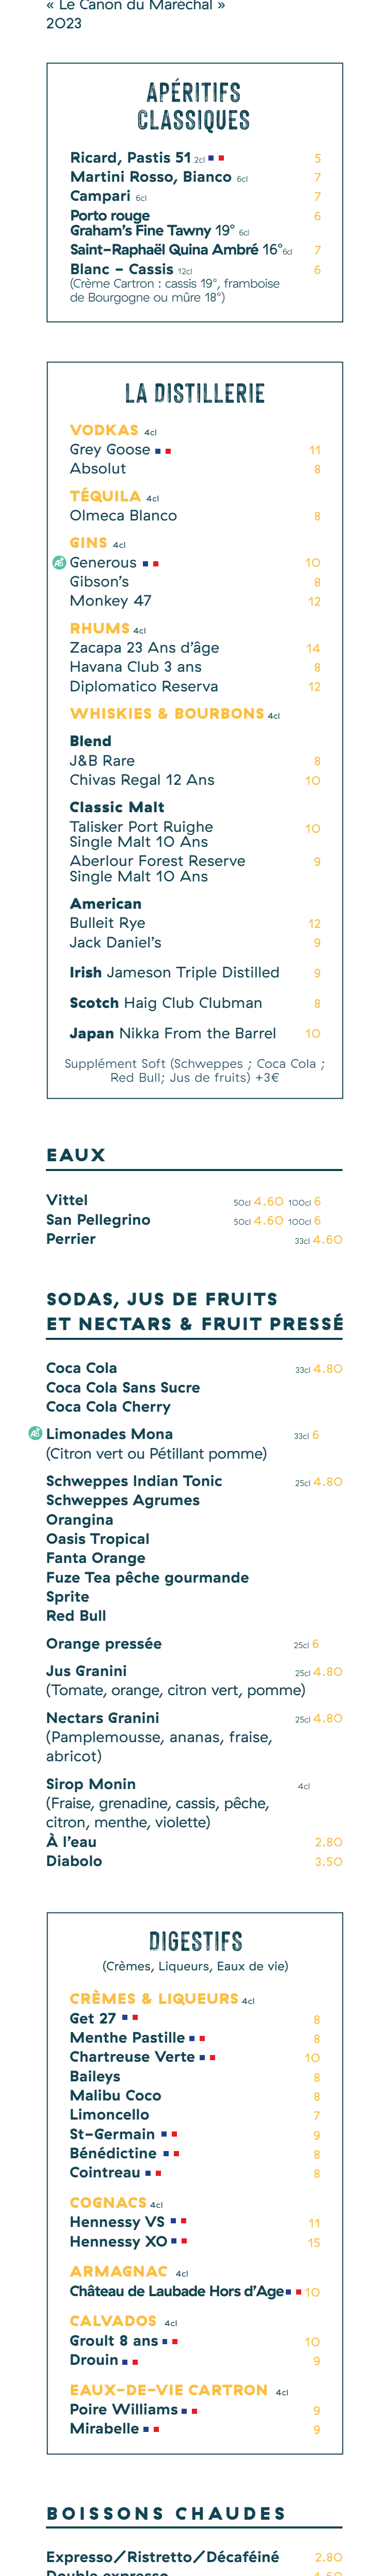 « Le Canon du Maréchal »
2023
APÉRITIFS
CLASSIQUES
Ricard, Pastis 51 2cl 5
Martini Rosso, Bianco 6cl 7
Campari 6cl 7
Porto rouge 6
Graham's Fine Tawny 19° 6cl
Saint-Raphaël Quina Ambré 16° 6cl 7
Blanc - Cassis 12cl 6
(Crème Cartron : cassis 19°, framboise
de Bourgogne ou mûre 18°)
LA DISTILLERIE
VODKAS 4cl
Grey Goose 11
Absolut 8
TÉQUILA 4cl
Olmeca Blanco 8
GINS 4cl
Generous 10
Gibson's 8
Monkey 47 12
RHUMS 4cl
Zacapa 23 Ans d'âge 14
Havana Club 3 ans 8
Diplomatico Reserva 12
WHISKIES & BOURBONS 4cl
Blend
J&B Rare 8
Chivas Regal 12 Ans 10
Classic Malt
Talisker Port Ruighe 10
Single Malt 10 Ans
Aberlour Forest Reserve 9
Single Malt 10 Ans
American
Bulleit Rye 12
Jack Daniel's 9
Irish Jameson Triple Distilled 9
Scotch Haig Club Clubman 8
Japan Nikka From the Barrel 10
Supplément Soft (Schweppes ; Coca Cola ;
Red Bull; Jus de fruits) +3€
EAUX
Vittel 50cl 4.60 100cl 6
San Pellegrino 50cl 4.60 100cl 6
Perrier 33cl 4.60
SODAS, JUS DE FRUITS
ET NECTARS & FRUIT PRESSÉ
Coca Cola 33cl 4.80
Coca Cola Sans Sucre
Coca Cola Cherry
Limonades Mona 33cl 6
(Citron vert ou Pétillant pomme)
Schweppes Indian Tonic 25cl 4.80
Schweppes Agrumes
Orangina
Oasis Tropical
Fanta Orange
Fuze Tea pêche gourmande
Sprite
Red Bull
Orange pressée 25cl 6
Jus Granini 25cl 4.80
(Tomate, orange, citron vert, pomme)
Nectars Granini 25cl 4.80
(Pamplemousse, ananas, fraise,
abricot)
Sirop Monin 4cl
(Fraise, grenadine, cassis, pêche,
citron, menthe, violette)
À l'eau 2.80
Diabolo 3.50
DIGESTIFS
(Crèmes, Liqueurs, Eaux de vie)
CRÈMES & LIQUEURS 4cl
Get 27 8
Menthe Pastille 8
Chartreuse Verte 10
Baileys 8
Malibu Coco 8
Limoncello 7
St-Germain 9
Bénédictine 8
Cointreau 8
COGNACS 4cl
Hennessy VS 11
Hennessy XO 15
ARMAGNAC 4cl
Château de Laubade Hors d'Age 10
CALVADOS 4cl
Groult 8 ans 10
Drouin 9
EAUX-DE-VIE CARTRON 4cl
Poire Williams 9
Mirabelle 9
BOISSONS CHAUDES
Expresso/Ristretto/Décaféiné 2.80
Double expresso 4.60